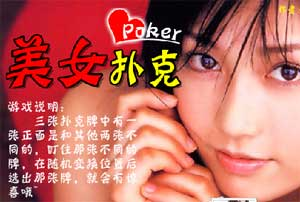 Poker
美女扑克
游戏说明：
三张扑克牌中有一
张正面是和其他两张不
同的，盯住那张不同的
牌，在随机变换位置后
选出那张牌，就会有惊
喜哦~